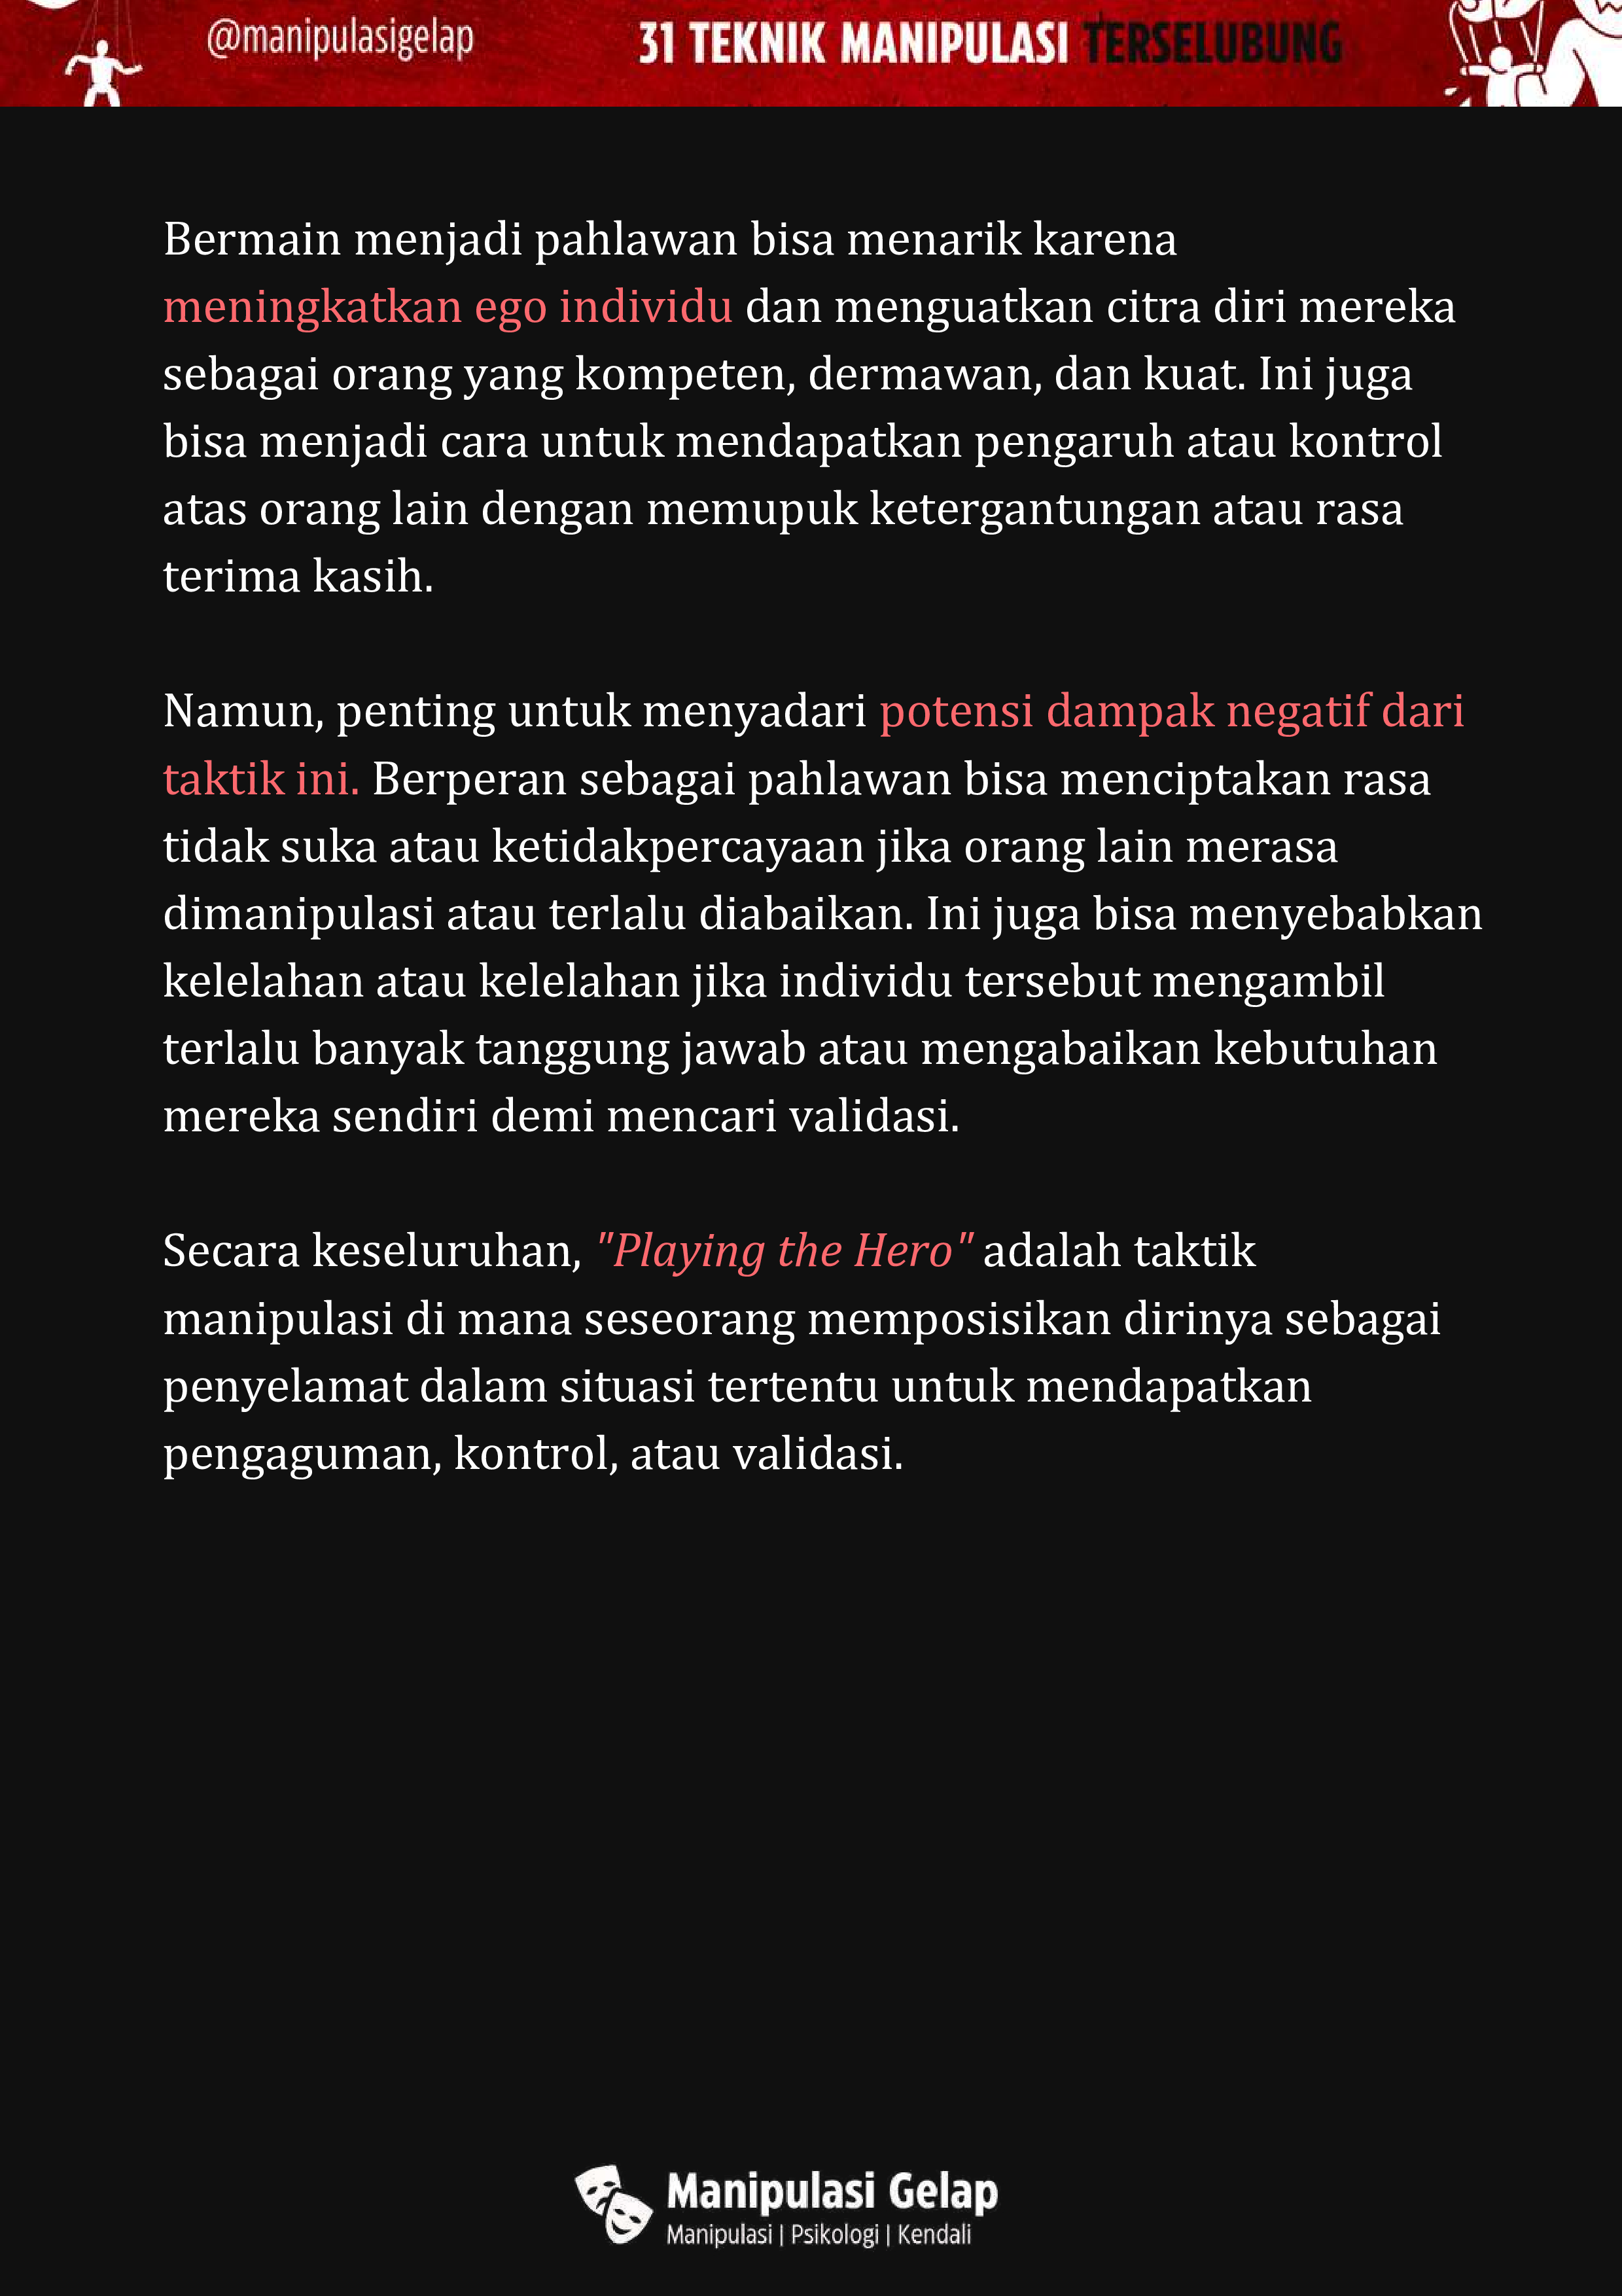 @manipulasigelap
31 TEKNIK MANIPULASI TERSELUBUNG
Bermain menjadi pahlawan bisa menarik karena
meningkatkan ego individu dan menguatkan citra diri mereka
sebagai orang yang kompeten, dermawan, dan kuat. Ini juga
bisa menjadi cara untuk mendapatkan pengaruh atau kontrol
atas orang lain dengan memupuk ketergantungan atau rasa
terima kasih.
Namun, penting untuk menyadari potensi dampak negatif dari
taktik ini. Berperan sebagai pahlawan bisa menciptakan rasa
tidak suka atau ketidakpercayaan jika orang lain merasa
dimanipulasi atau terlalu diabaikan. Ini juga bisa menyebabkan
kelelahan atau kelelahan jika individu tersebut mengambil
terlalu banyak tanggung jawab atau mengabaikan kebutuhan
mereka sendiri demi mencari validasi.
Secara keseluruhan, "Playing the Hero" adalah taktik
manipulasi di mana seseorang memposisikan dirinya sebagai
penyelamat dalam situasi tertentu untuk mendapatkan
pengaguman, kontrol, atau validasi.
Manipulasi Gelap
Manipulasi | Psikologi | Kendali